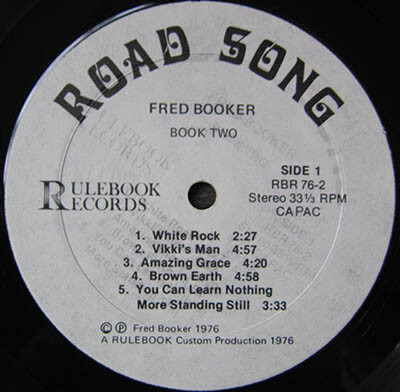 ROAD SONG
FRED BOOKER
BOOK TWO
SIDE 1
RBR 76-2
Stereo 33⅓ RPM
CAPAC
RULEBOOK
RECORDS
1. White Rock 2:27
2. Vikki's Man 4:57
3. Amazing Grace 4:20
4. Brown Earth 4:58
5. You Can Learn Nothing
More Standing Still 3:33
© ℗ Fred Booker 1976
A RULEBOOK Custom Production 1976